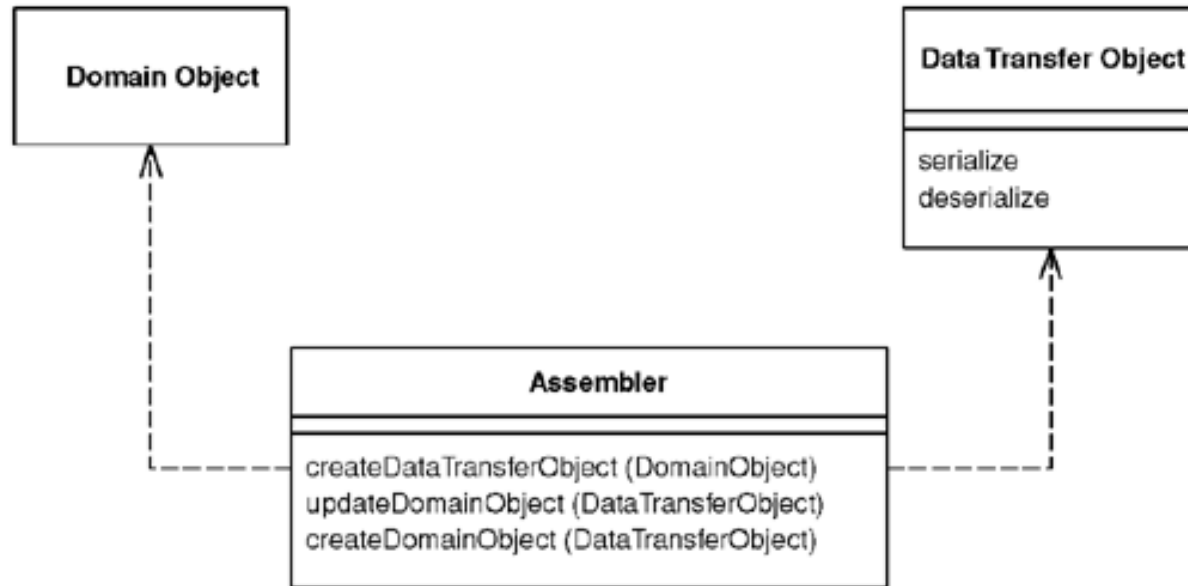 Domain Object
Data Transfer Object
serialize
deserialize
Assembler
createDataTransferObject (DomainObject)
updateDomainObject (DataTransferObject)
createDomainObject (DataTransferObject)